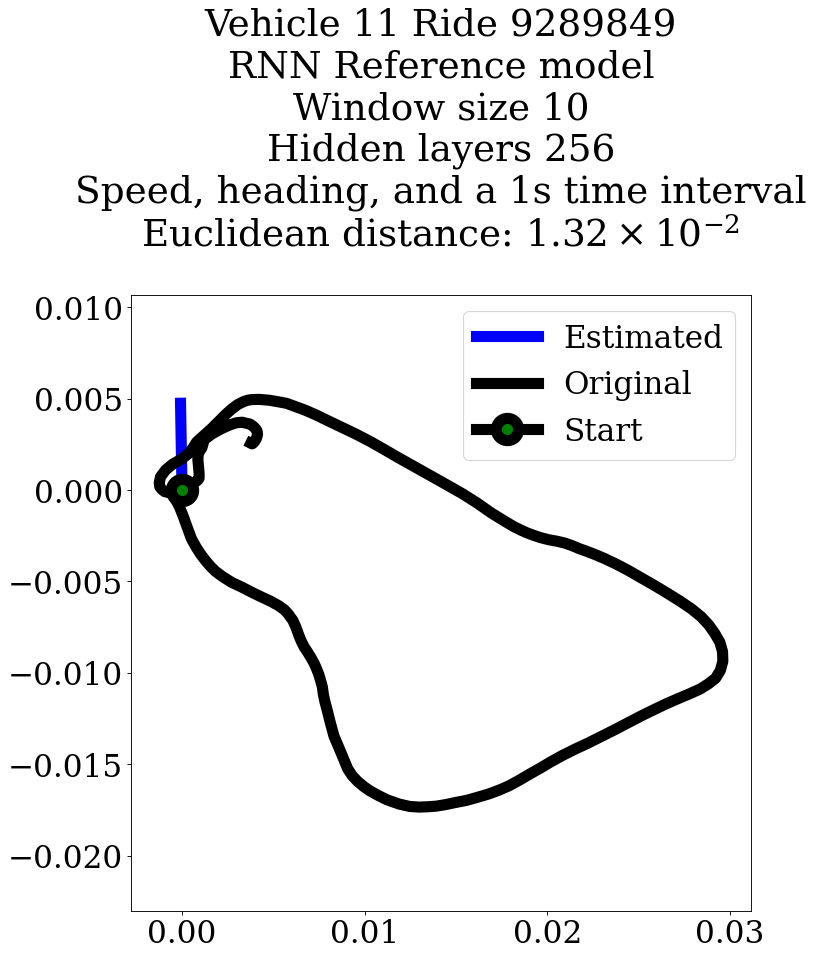 Vehicle 11 Ride 9289849
RNN Reference model
Window size 10
Hidden layers 256
Speed, heading, and a 1s time interval
Euclidean distance: 1.32 × 10⁻²
Estimated
Original
Start
0.010
0.005
0.000
−0.005
−0.010
−0.015
−0.020
0.00 0.01 0.02 0.03